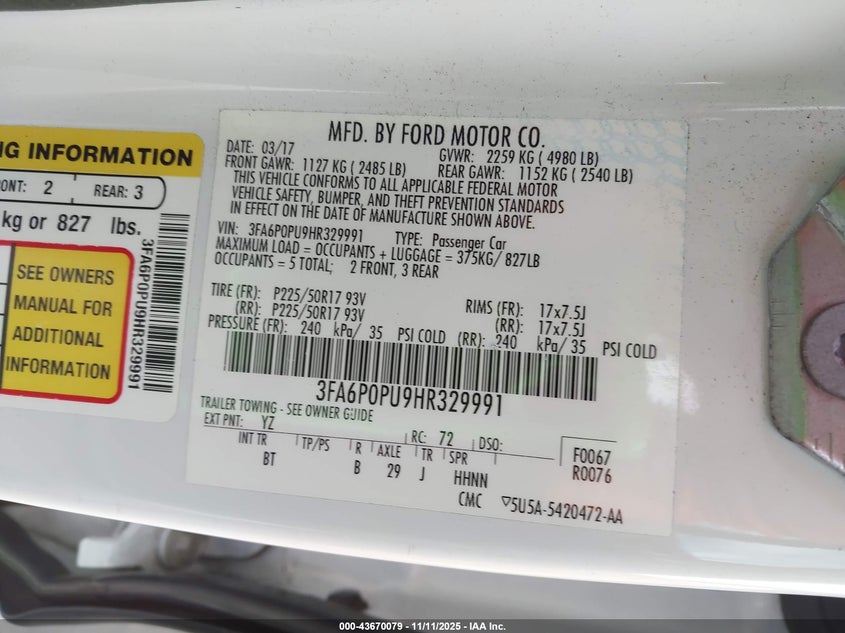 NG INFORMATION
ONT: 2 REAR: 3
kg or 827 lbs.
SEE OWNERS
MANUAL FOR
ADDITIONAL
INFORMATION
3FA6P0PU9HR329991
MFD. BY FORD MOTOR CO.
DATE: 03/17 GVWR: 2259 KG ( 4980 LB)
FRONT GAWR: 1127 KG ( 2485 LB) REAR GAWR: 1152 KG ( 2540 LB)
THIS VEHICLE CONFORMS TO ALL APPLICABLE FEDERAL MOTOR
VEHICLE SAFETY, BUMPER, AND THEFT PREVENTION STANDARDS
IN EFFECT ON THE DATE OF MANUFACTURE SHOWN ABOVE.
VIN: 3FA6P0PU9HR329991 TYPE: Passenger Car
MAXIMUM LOAD = OCCUPANTS + LUGGAGE = 375KG/ 827LB
OCCUPANTS = 5 TOTAL; 2 FRONT, 3 REAR
TIRE (FR): P225/50R17 93V RIMS (FR): 17x7.5J
(RR): P225/50R17 93V (RR): 17x7.5J
PRESSURE (FR): 240 kPa/ 35 PSI COLD (RR): 240 kPa/ 35 PSI COLD
3FA6P0PU9HR329991
TRAILER TOWING - SEE OWNER GUIDE
EXT PNT: YZ RC: 72 DSO: F0067
INT TR TP/PS R AXLE TR SPR R0076
BT B 29 J HHNN
CMC 5U5A-5420472-AA
000-43670079 - 11/11/2025 - IAA Inc.